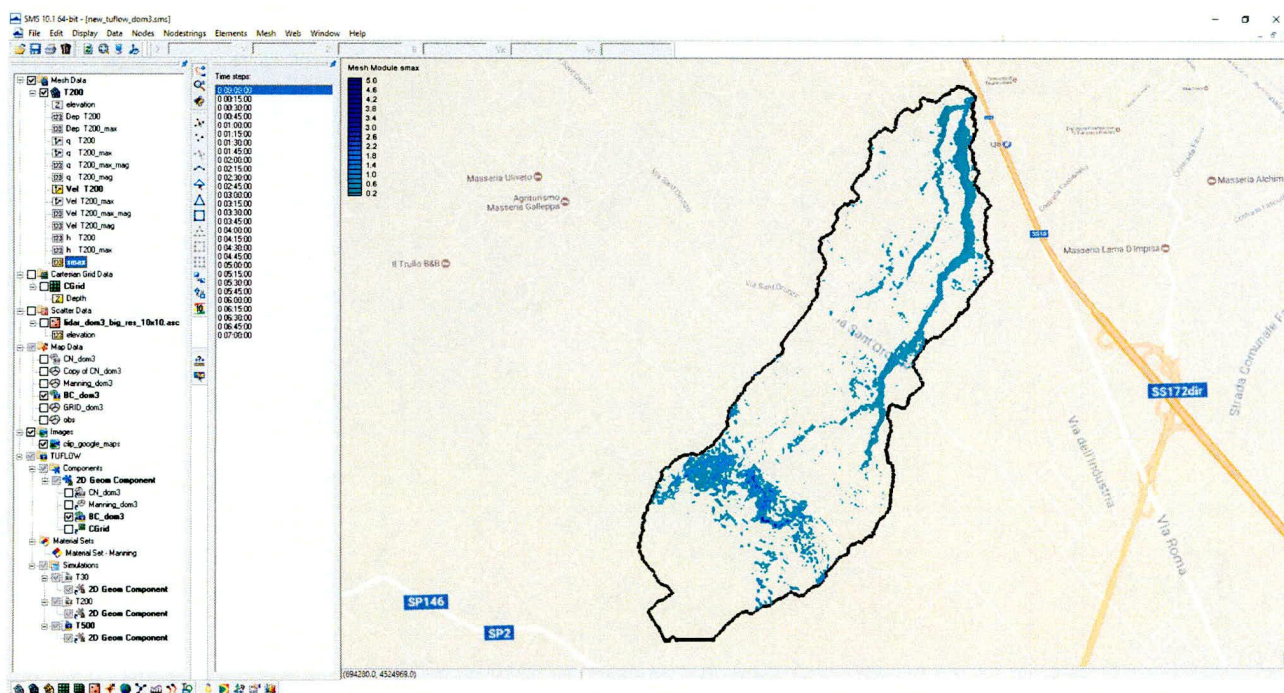 SMS 10.1 64-bit - [new_tuflow_dom3.sms]
File Edit Display Data Nodes Nodestrings Elements Mesh Web Window Help
Mesh Data
T200
elevation
Dep T200
Dep T200_max
q T200
q T200_max
q T200_max_mag
q T200_mag
Vel T200
Vel T200_max
Vel T200_max_mag
Vel T200_mag
h T200
h T200_max
smax
Cartesian Grid Data
CGrid
Depth
Scatter Data
lidar_dom3_big_res_10x10.asc
elevation
Map Data
CN_dom3
Copy of CN_dom3
Manning_dom3
BC_dom3
GRID_dom3
obs
Images
clip_google_maps
TUFLOW
Components
2D Geom Component
CN_dom3
Manning_dom3
BC_dom3
CGrid
Material Sets
Material Set - Manning
Simulations
T30
2D Geom Component
T200
2D Geom Component
T500
2D Geom Component
Time steps:
0 00:00:00
0 00:15:00
0 00:30:00
0 00:45:00
0 01:00:00
0 01:15:00
0 01:30:00
0 01:45:00
0 02:00:00
0 02:15:00
0 02:30:00
0 02:45:00
0 03:00:00
0 03:15:00
0 03:30:00
0 03:45:00
0 04:00:00
0 04:15:00
0 04:30:00
0 04:45:00
0 05:00:00
0 05:15:00
0 05:30:00
0 05:45:00
0 06:00:00
0 06:15:00
0 06:30:00
0 06:45:00
0 07:00:00
Mesh Module smax
5.0
4.6
4.2
3.8
3.4
3.0
2.6
2.2
1.8
1.4
1.0
0.6
0.2
Masseria Uliveto
Agriturismo
Masseria Galleppa
Il Trullo B&B
Via Sant'Oronzo
Masseria Alchim
Masseria Lama D'Impisa
SS16
SS172dir
Strada Comunale
Via dell'Industria
Via Roma
SP146
SP2
(694280.0, 4524969.0)